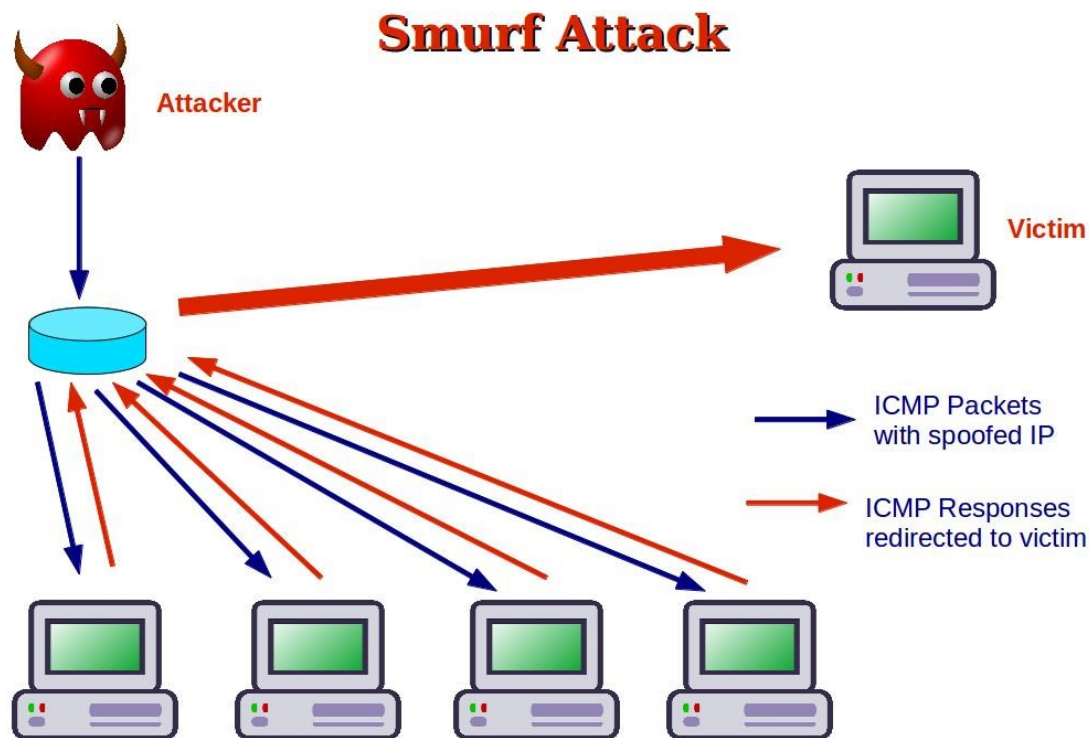 Smurf Attack
Attacker
Victim
ICMP Packets
with spoofed IP
ICMP Responses
redirected to victim